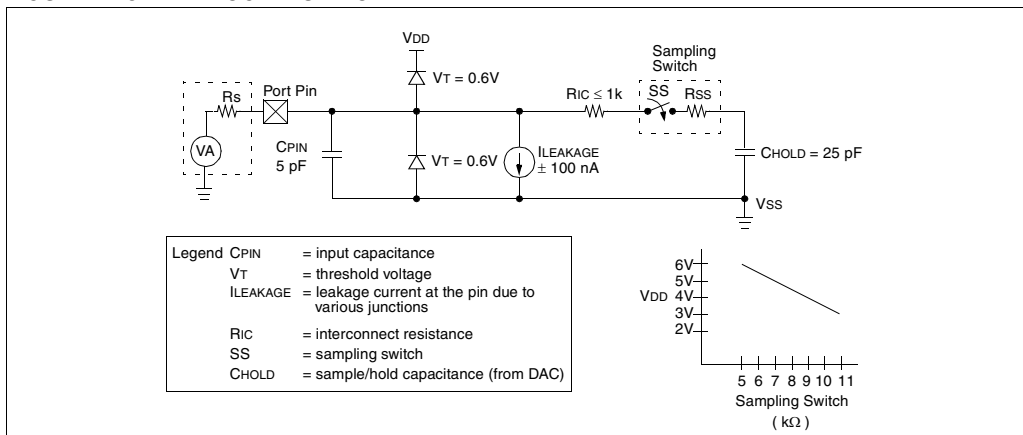 VDD
VT = 0.6V
Sampling
Switch
Rs
Port Pin
RIC ≤ 1k
SS
RSS
VA
CPIN
5 pF
VT = 0.6V
ILEAKAGE
± 100 nA
CHOLD = 25 pF
VSS
Legend CPIN = input capacitance
VT = threshold voltage
ILEAKAGE = leakage current at the pin due to
various junctions
RIC = interconnect resistance
SS = sampling switch
CHOLD = sample/hold capacitance (from DAC)
6V
5V
VDD 4V
3V
2V
5 6 7 8 9 10 11
Sampling Switch
( kΩ )